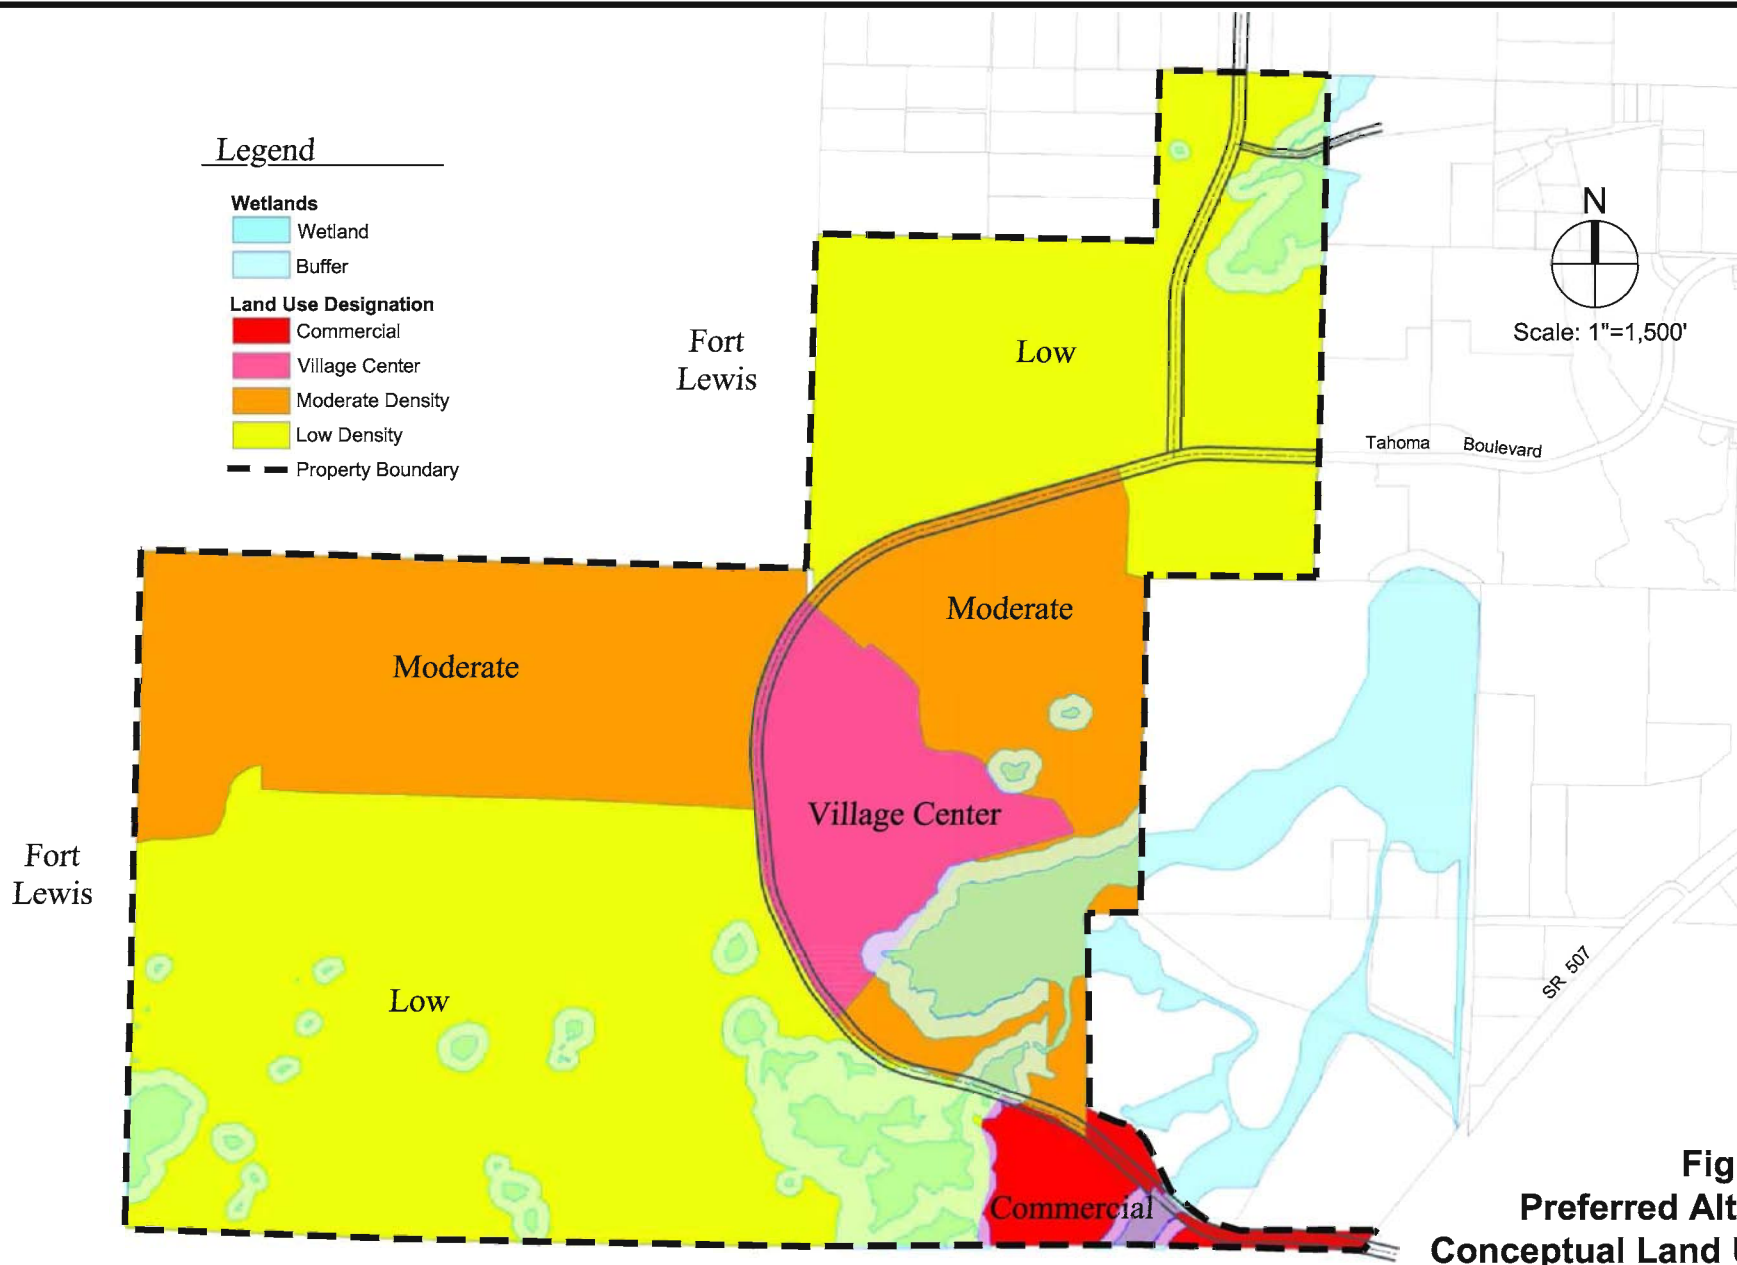 Legend
Wetlands
Wetland
Buffer
Land Use Designation
Commercial
Village Center
Moderate Density
Low Density
Property Boundary
N
Scale: 1"=1,500'
Fort
Lewis
Low
Tahoma Boulevard
Moderate
Moderate
Village Center
Fort
Lewis
Low
SR 507
Commercial
Fig
Preferred Alt
Conceptual Land U